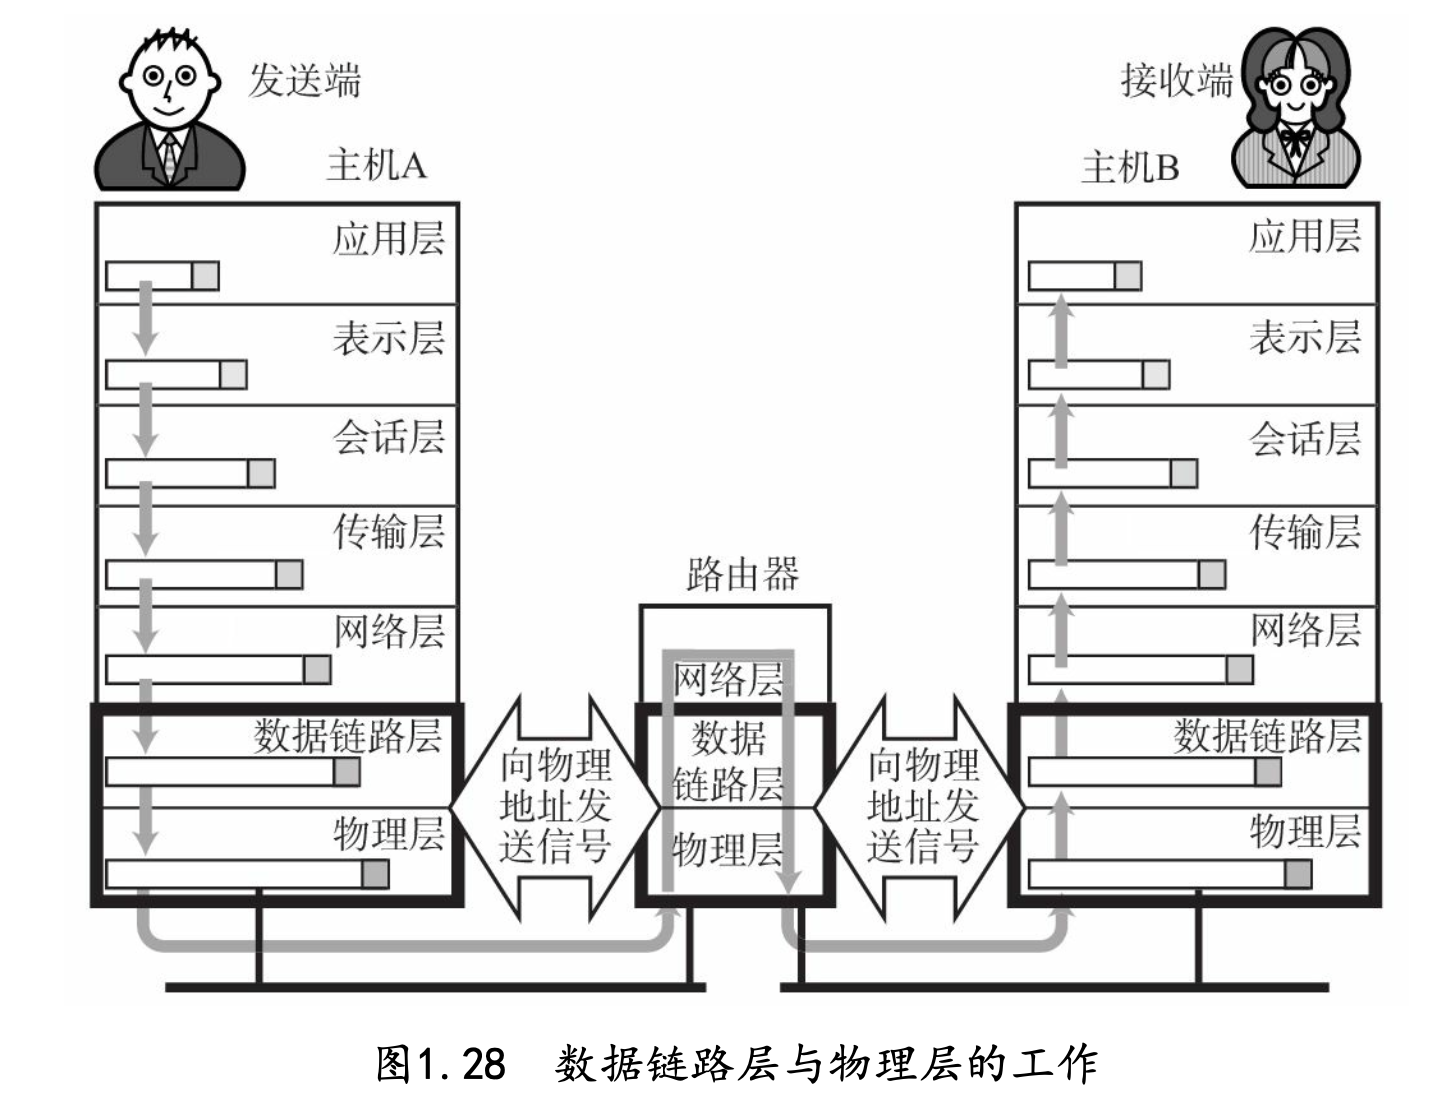 发送端
接收端
主机A
主机B
应用层
表示层
会话层
传输层
网络层
数据链路层
物理层
向物理
地址发
送信号
路由器
网络层
数据
链路层
物理层
向物理
地址发
送信号
应用层
表示层
会话层
传输层
网络层
数据链路层
物理层
图1.28 数据链路层与物理层的工作